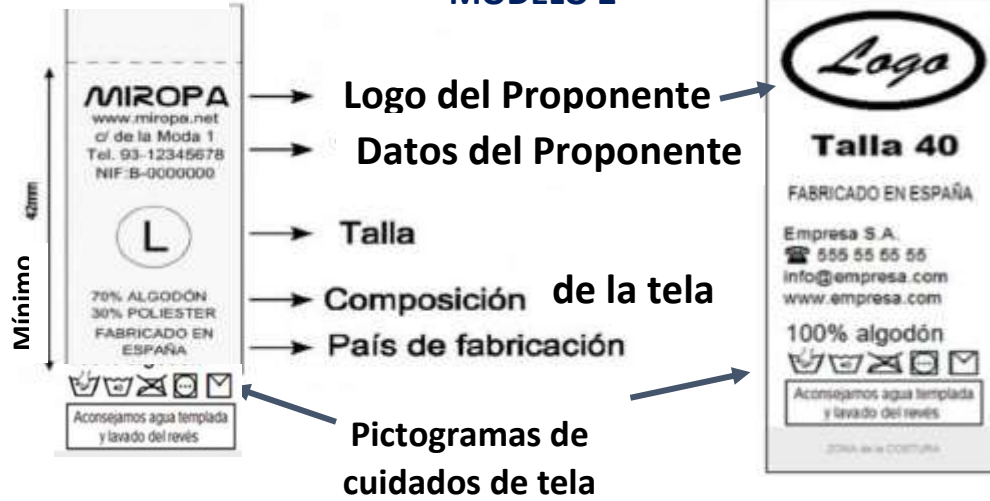 MODELO 2
MIROPA
www.miropa.net
c/ de la Moda 1
Tel. 93-12345678
NIF:B-0000000
L
70% ALGODÓN
30% POLIESTER
FABRICADO EN
ESPAÑA
Aconsejamos agua templada
y lavado del revés
Mínimo
42mm
Logo del Proponente
Datos del Proponente
Talla
Composición de la tela
País de fabricación
Pictogramas de
cuidados de tela
Logo
Talla 40
FABRICADO EN ESPAÑA
Empresa S.A.
☎ 555 55 55 55
info@empresa.com
www.empresa.com
100% algodón
Aconsejamos agua templada
y lavado del revés
ZONA de la COSTURA